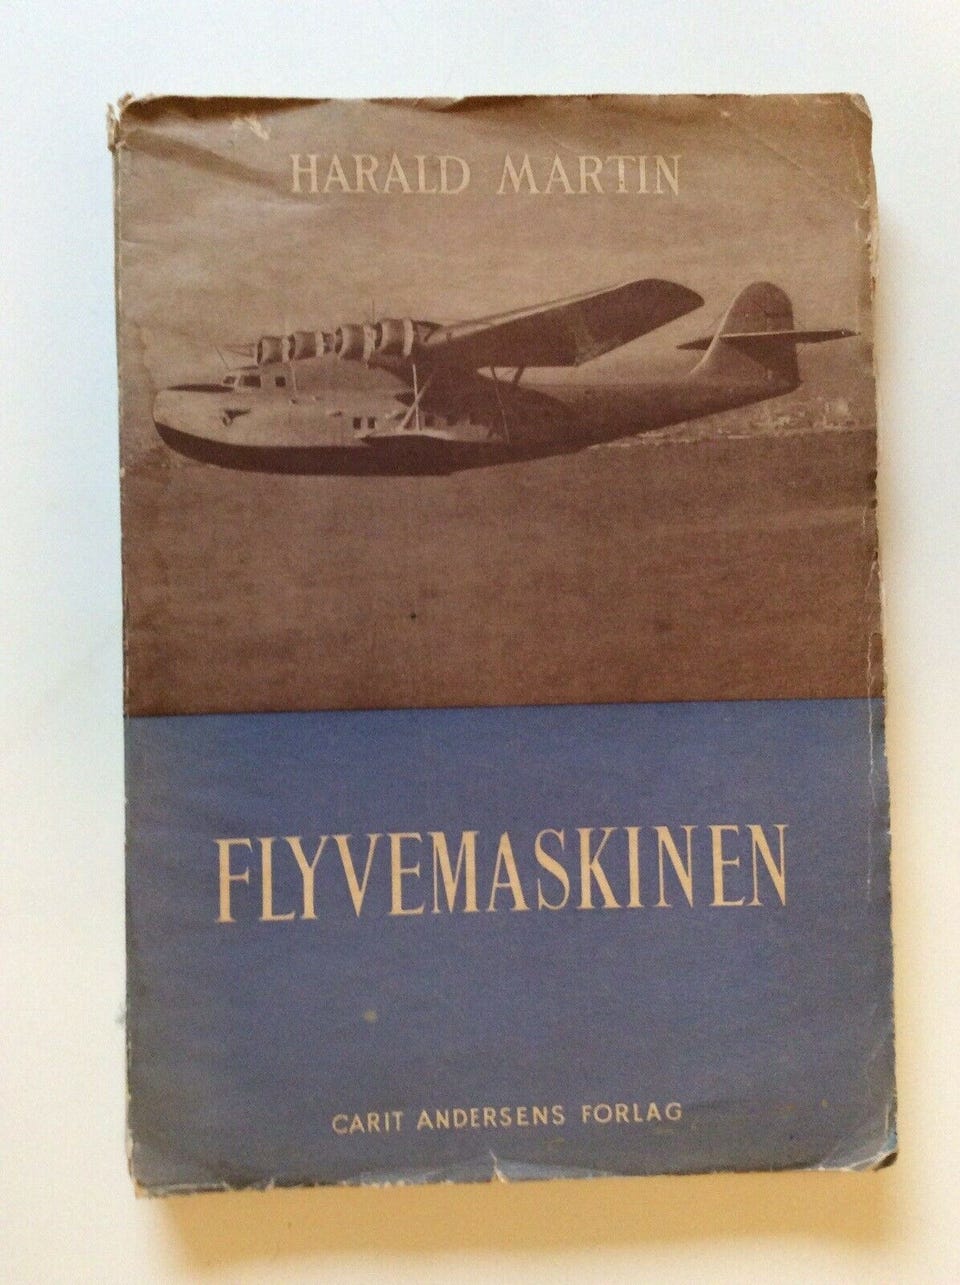 HARALD MARTIN
FLYVEMASKINEN
CARIT ANDERSENS FORLAG